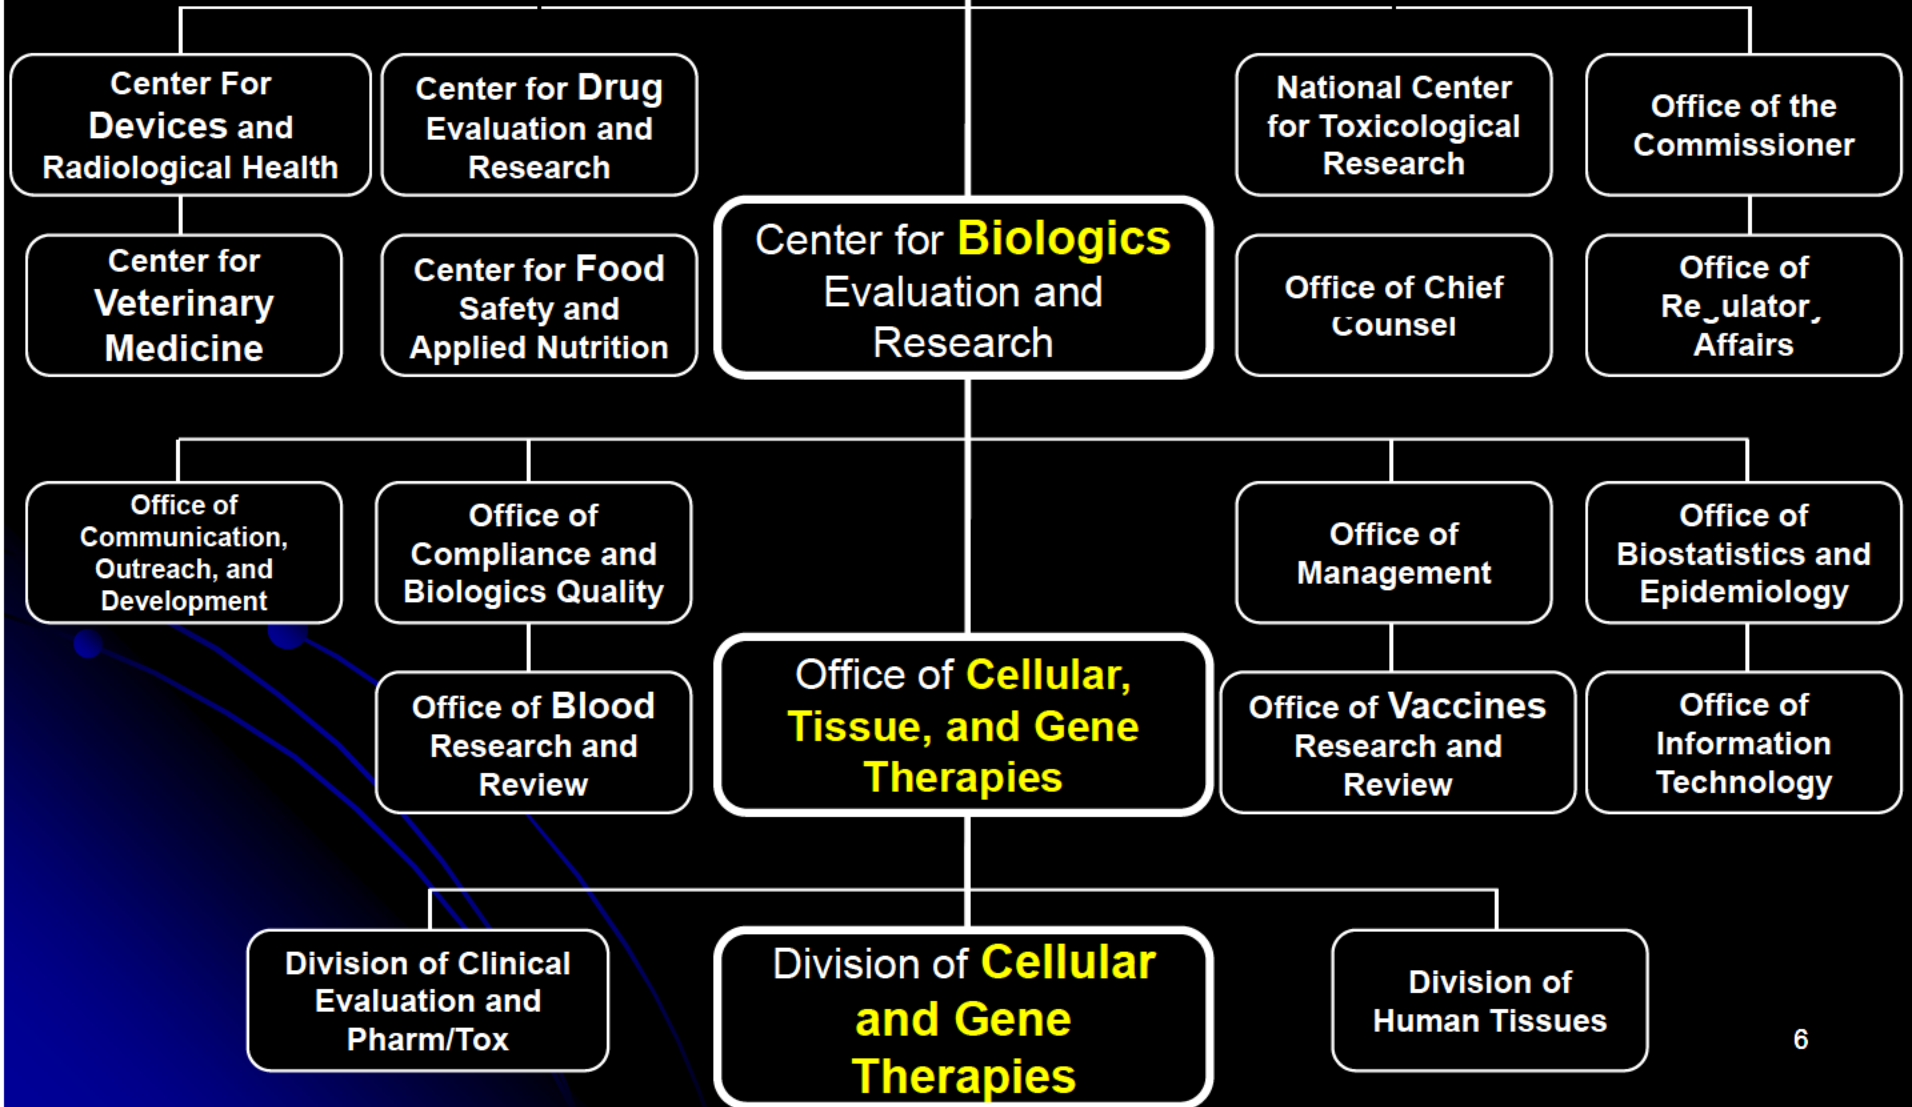 Center For
Devices and
Radiological Health
Center for Drug
Evaluation and
Research
National Center
for Toxicological
Research
Office of the
Commissioner
Center for
Veterinary
Medicine
Center for Food
Safety and
Applied Nutrition
Center for Biologics
Evaluation and
Research
Office of Chief
Counsel
Office of
Regulatory
Affairs
Office of
Communication,
Outreach, and
Development
Office of
Compliance and
Biologics Quality
Office of
Management
Office of
Biostatistics and
Epidemiology
Office of Blood
Research and
Review
Office of Cellular,
Tissue, and Gene
Therapies
Office of Vaccines
Research and
Review
Office of
Information
Technology
Division of Clinical
Evaluation and
Pharm/Tox
Division of Cellular
and Gene
Therapies
Division of
Human Tissues
6